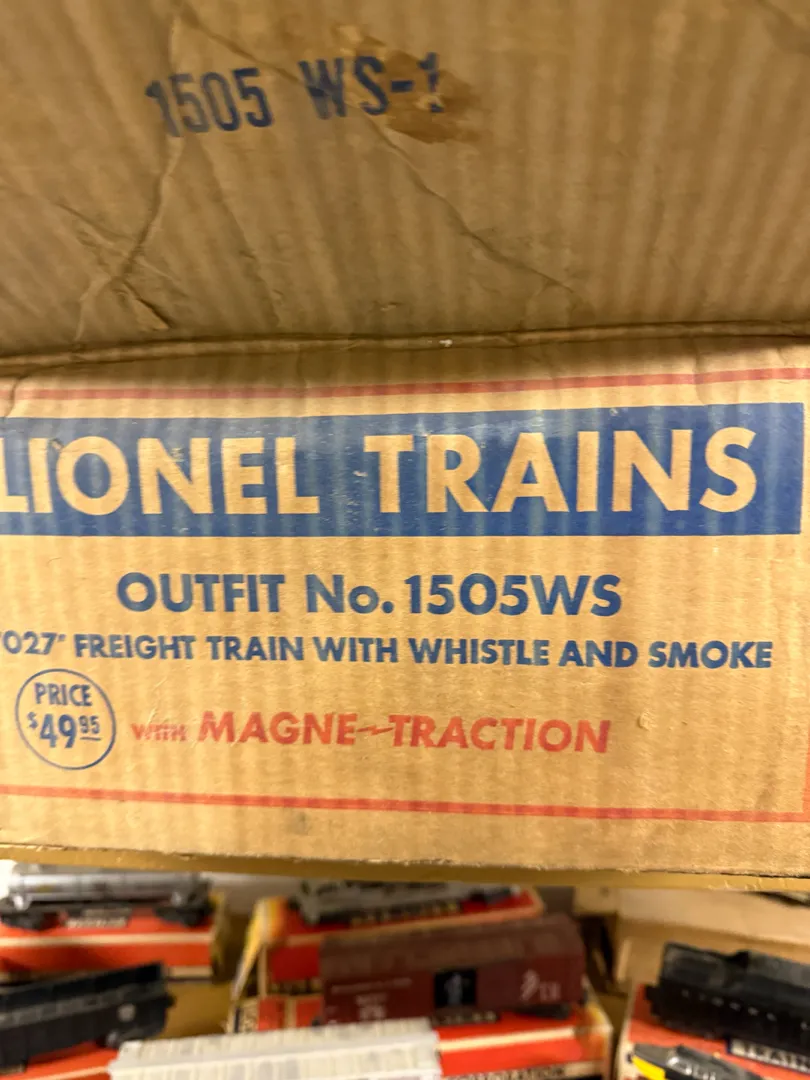 1505 WS-1
LIONEL TRAINS
OUTFIT No. 1505WS
"027" FREIGHT TRAIN WITH WHISTLE AND SMOKE
PRICE
$49.95
WITH MAGNE-TRACTION